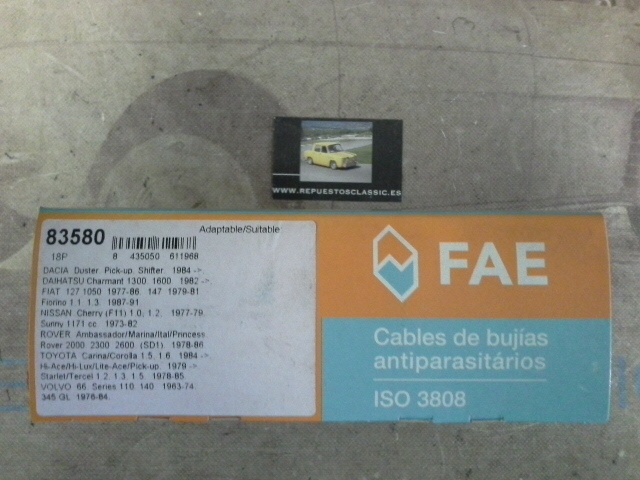 WWW.REPUESTOSCLASSIC.ES
83580
Adaptable/Suitable
18P
8 435050 611968
DACIA Duster Pick-up Shifter 1984->.
DAIHATSU Charmant 1300. 1600 1982->.
FIAT 127 1050 1977-86. 147 1979-81
Fiorino 1.1 1.3. 1987-91.
NISSAN Cherry (F11) 1.0, 1.2. 1977-79.
Sunny 1171 cc 1973-82
ROVER Ambassador/Marina/Ital/Princess
Rover 2000 2300 2600. (SD1). 1978-86.
TOYOTA Carina/Corolla 1.5, 1.6. 1984->.
Hi-Ace/Hi-Lux/Lite-Ace/Pick-up. 1979->
Starlet/Tercel 1.2. 1.3. 1.5. 1978-85.
VOLVO 66. Series 110. 140 1963-74.
345 GL 1976-84.
FAE
Cables de bujías
antiparasitários
ISO 3808